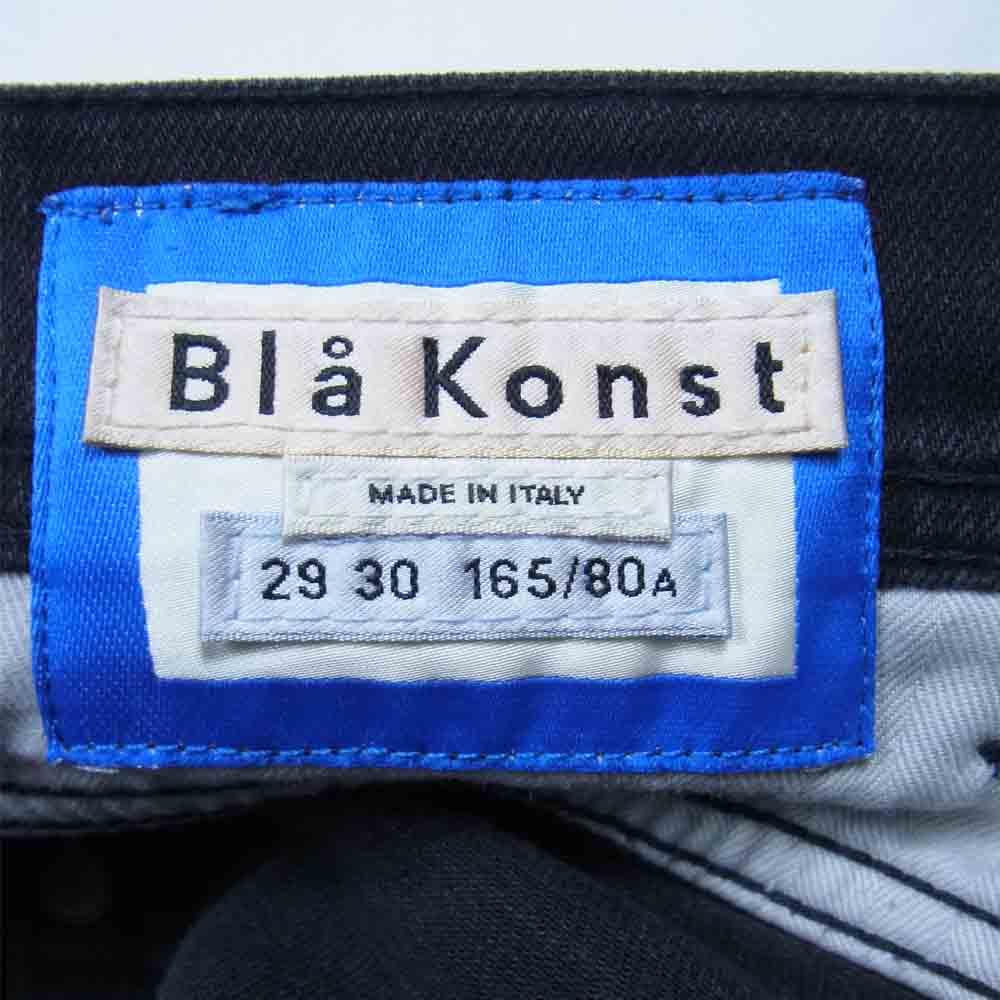 Blå Konst
MADE IN ITALY
29 30 165/80A